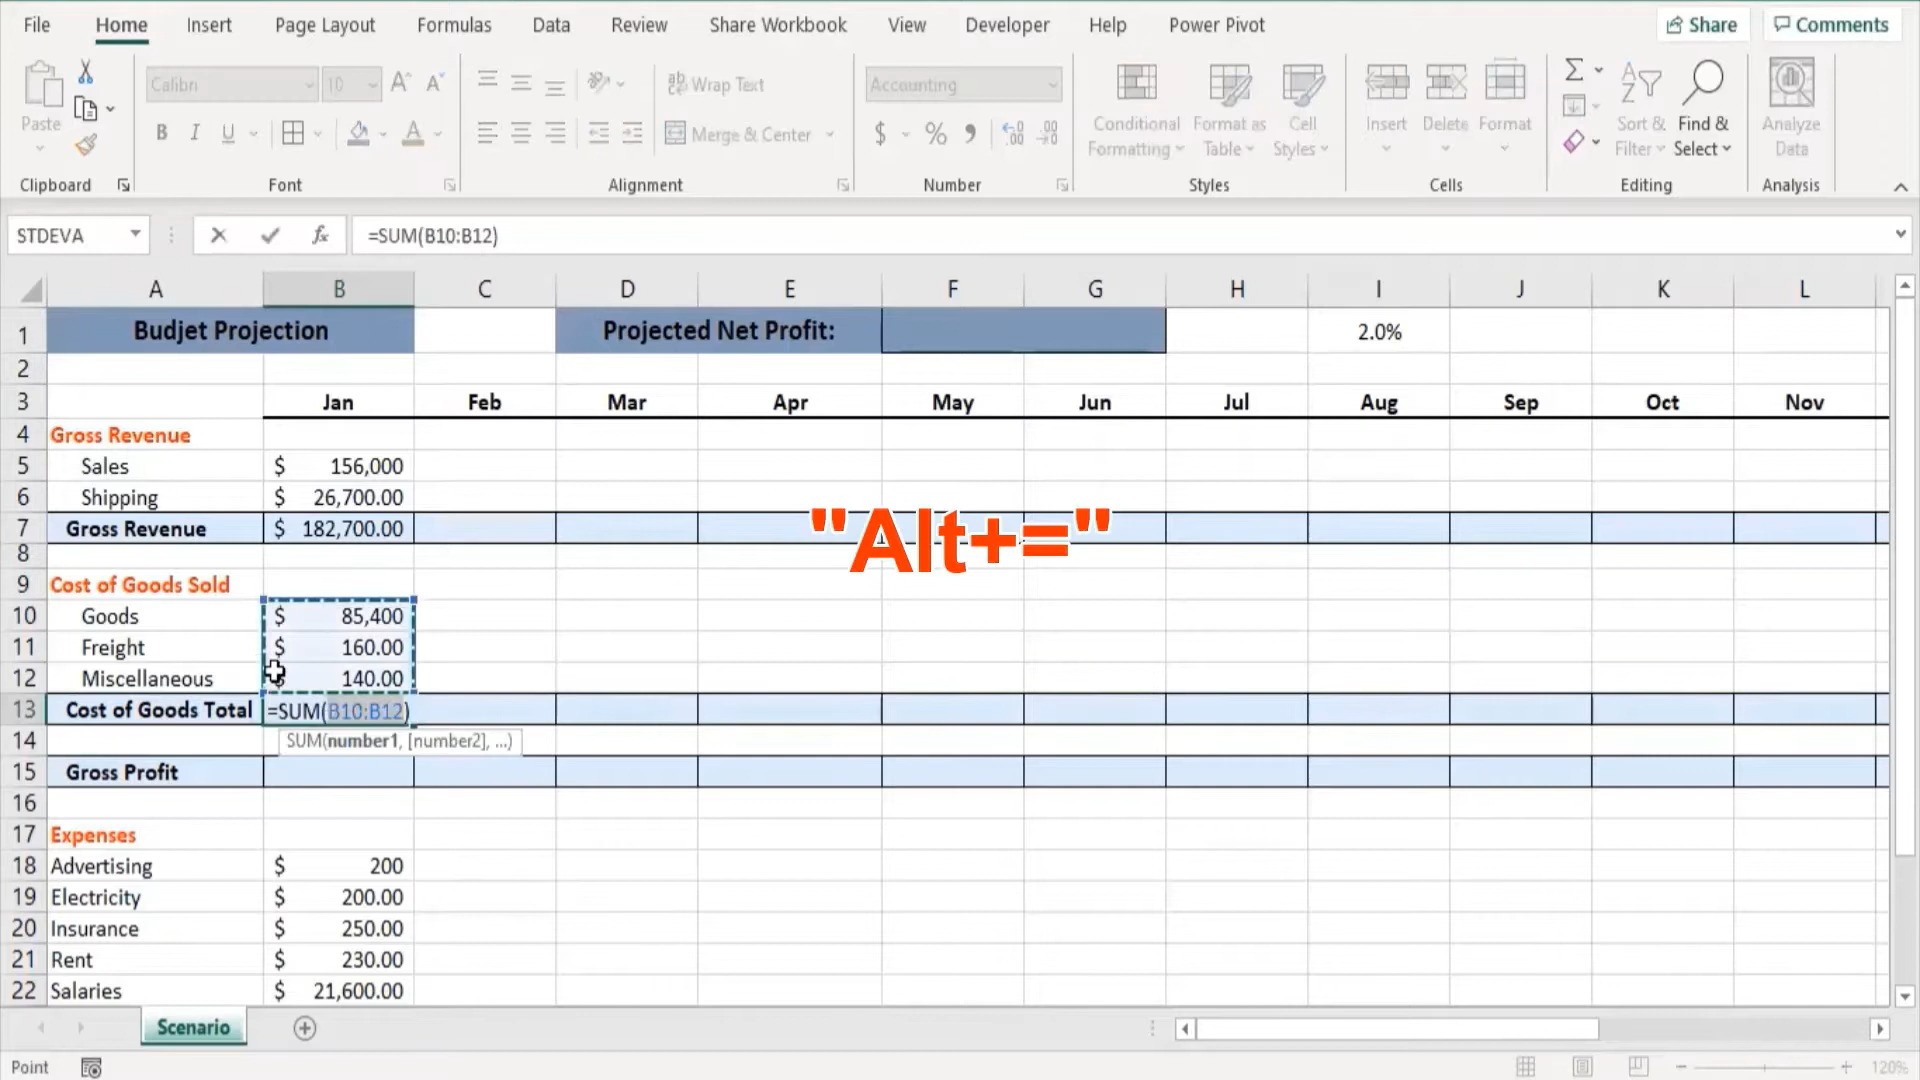 File Home Insert Page Layout Formulas Data Review Share Workbook View Developer Help Power Pivot Share Comments
Calibri 10 Wrap Text Accounting
Paste B I U Merge & Center $ % Conditional Formatting Format as Table Cell Styles Insert Delete Format Sort & Filter Find & Select Analyze Data
Clipboard Font Alignment Number Styles Cells Editing Analysis
STDEVA fx =SUM(B10:B12)
A B C D E F G H I J K L
1 Budjet Projection Projected Net Profit: 2.0%
2
3 Jan Feb Mar Apr May Jun Jul Aug Sep Oct Nov
4 Gross Revenue
5 Sales $ 156,000
6 Shipping $ 26,700.00
7 Gross Revenue $ 182,700.00
"Alt+="
8
9 Cost of Goods Sold
10 Goods $ 85,400
11 Freight $ 160.00
12 Miscellaneous $ 140.00
13 Cost of Goods Total =SUM(B10:B12)
14 SUM(number1, [number2], ...)
15 Gross Profit
16
17 Expenses
18 Advertising $ 200
19 Electricity $ 200.00
20 Insurance $ 250.00
21 Rent $ 230.00
22 Salaries $ 21,600.00
Scenario
Point 120%